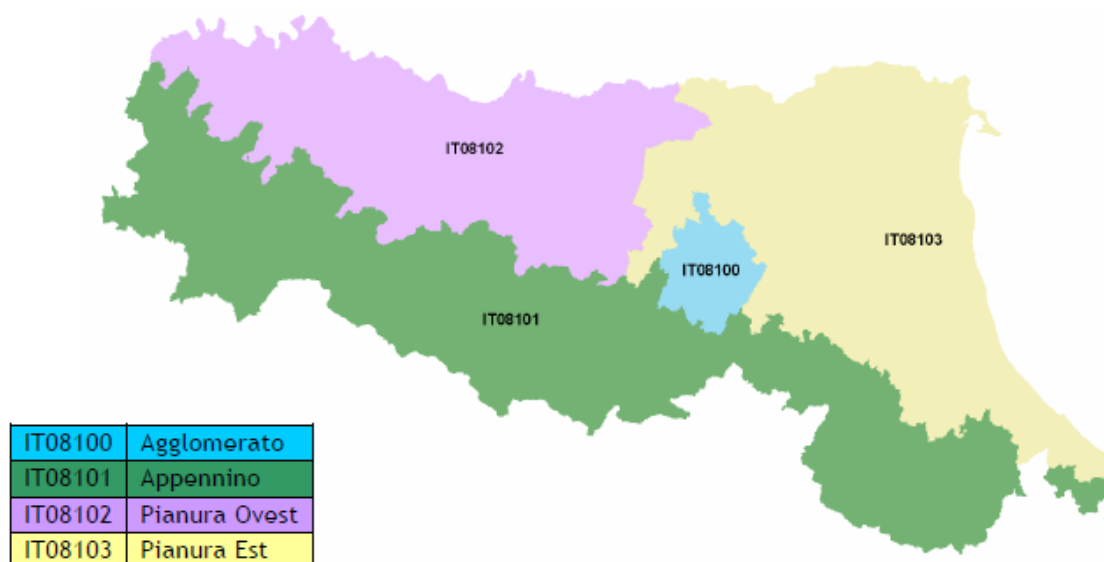 IT08102
IT08103
IT08100
IT08101
IT08100 Agglomerato
IT08101 Appennino
IT08102 Pianura Ovest
IT08103 Pianura Est